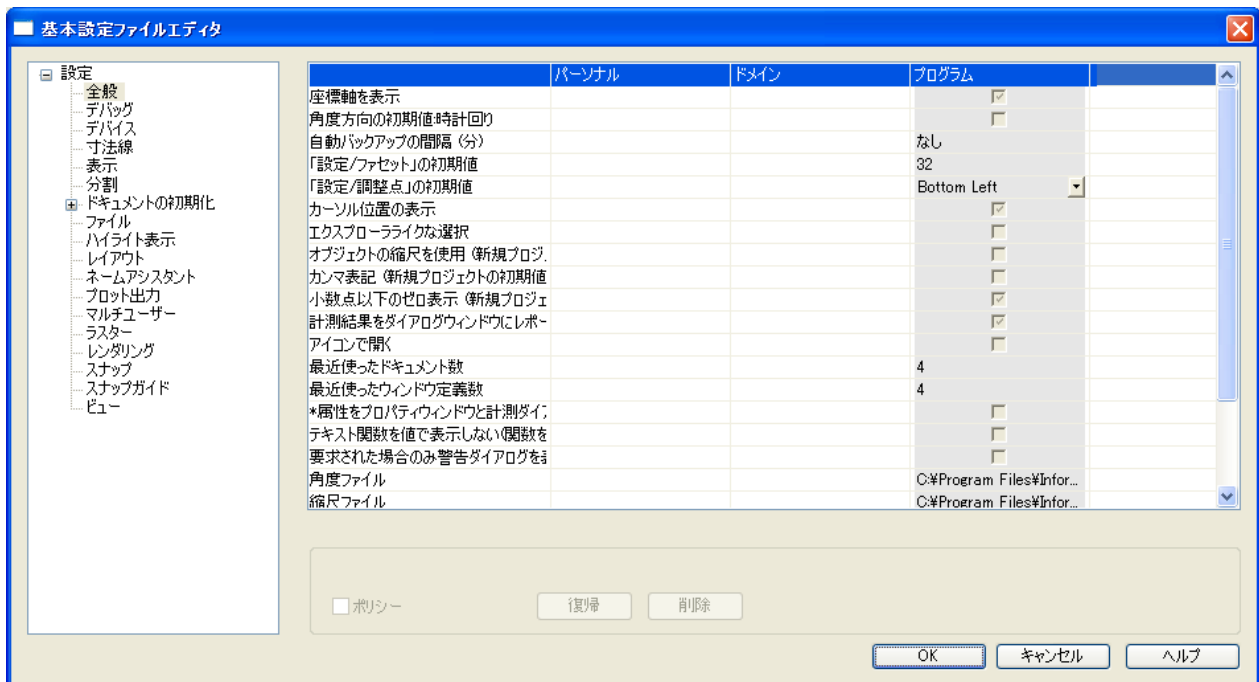 基本設定ファイルエディタ
設定
全般
デバッグ
デバイス
寸法線
表示
分割
ドキュメントの初期化
ファイル
ハイライト表示
レイアウト
ネームアシスタント
プロット出力
マルチユーザー
ラスター
レンダリング
スナップ
スナップガイド
ビュー
パーソナル ドメイン プログラム
座標軸を表示
角度方向の初期値:時計回り
自動バックアップの間隔（分） なし
「設定/ファセット」の初期値 32
「設定/調整点」の初期値 Bottom Left
カーソル位置の表示
エクスプローラライクな選択
オブジェクトの縮尺を使用（新規プロジ.
カンマ表記（新規プロジェクトの初期値
小数点以下のゼロ表示（新規プロジェ
計測結果をダイアログウィンドウにレポー
アイコンで開く
最近使ったドキュメント数 4
最近使ったウィンドウ定義数 4
*属性をプロパティウィンドウと計測ダイア
テキスト関数を値で表示しない(関数を
要求された場合のみ警告ダイアログを表
角度ファイル C:¥Program Files¥Infor...
縮尺ファイル C:¥Program Files¥Infor...
ポリシー 復帰 削除
OK キャンセル ヘルプ